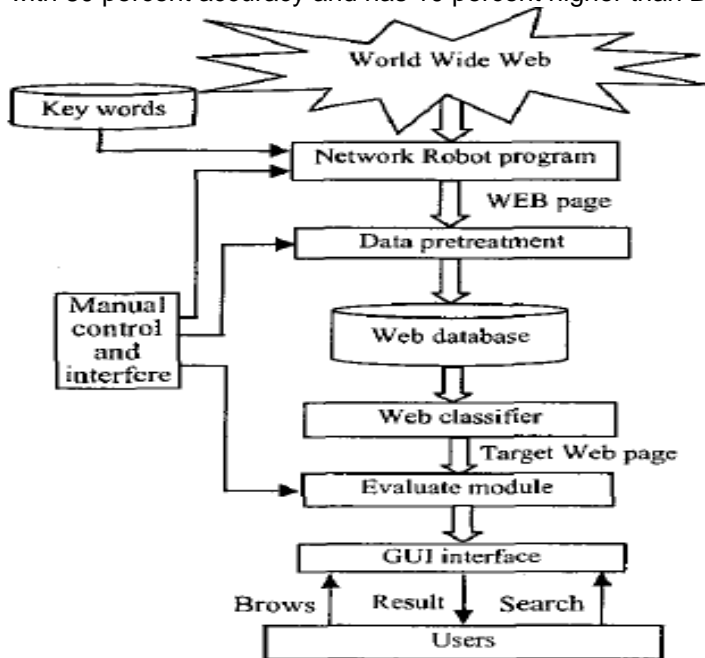 World Wide Web
Key words
Network Robot program
WEB page
Data pretreatment
Manual
control
and
interfere
Web database
Web classifier
Target Web page
Evaluate module
GUI interface
Brows
Result
Search
Users